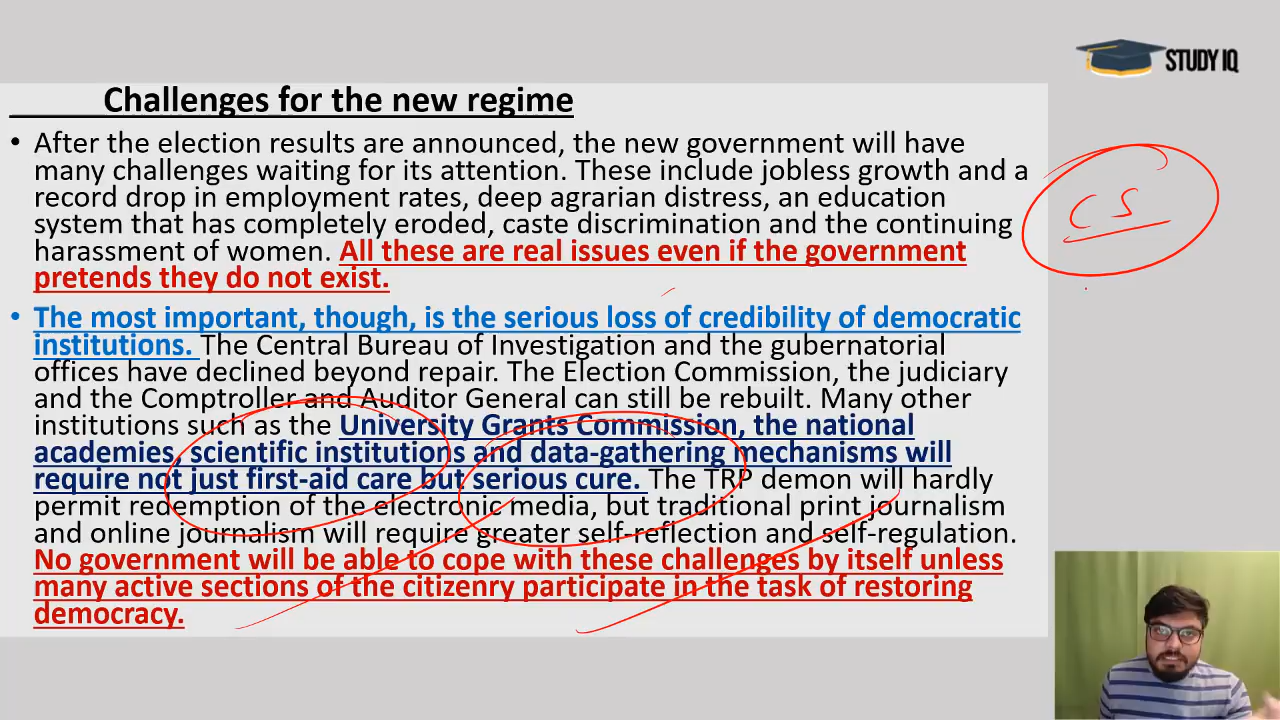 STUDY IQ
Challenges for the new regime
• After the election results are announced, the new government will have
many challenges waiting for its attention. These include jobless growth and a
record drop in employment rates, deep agrarian distress, an education
system that has completely eroded, caste discrimination and the continuing
harassment of women. All these are real issues even if the government
pretends they do not exist.
• The most important, though, is the serious loss of credibility of democratic
institutions. The Central Bureau of Investigation and the gubernatorial
offices have declined beyond repair. The Election Commission, the judiciary
and the Comptroller and Auditor General can still be rebuilt. Many other
institutions such as the University Grants Commission, the national
academies, scientific institutions and data-gathering mechanisms will
require not just first-aid care but serious cure. The TRP demon will hardly
permit redemption of the electronic media, but traditional print journalism
and online journalism will require greater self-reflection and self-regulation.
No government will be able to cope with these challenges by itself unless
many active sections of the citizenry participate in the task of restoring
democracy.
CS